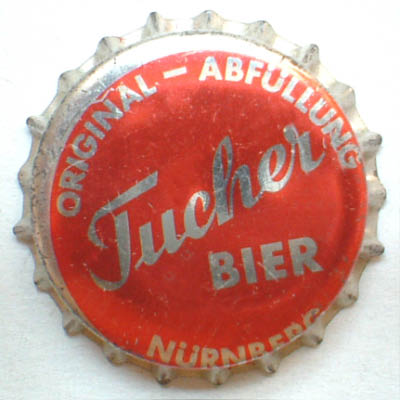 ORIGINAL – ABFÜLLUNG
Tucher
BIER
NÜRNBERG